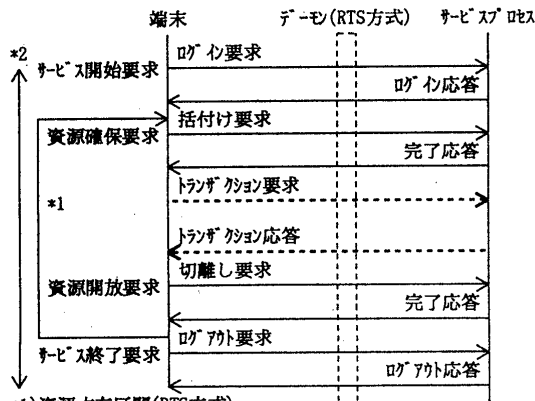 端末 デーモン(RTS方式) サービスプロセス
*2
サービス開始要求
ログイン要求
ログイン応答
括付け要求
資源確保要求
完了応答
トランザクション要求
*1
トランザクション応答
切離し要求
資源開放要求
完了応答
ログアウト要求
サービス終了要求
ログアウト応答